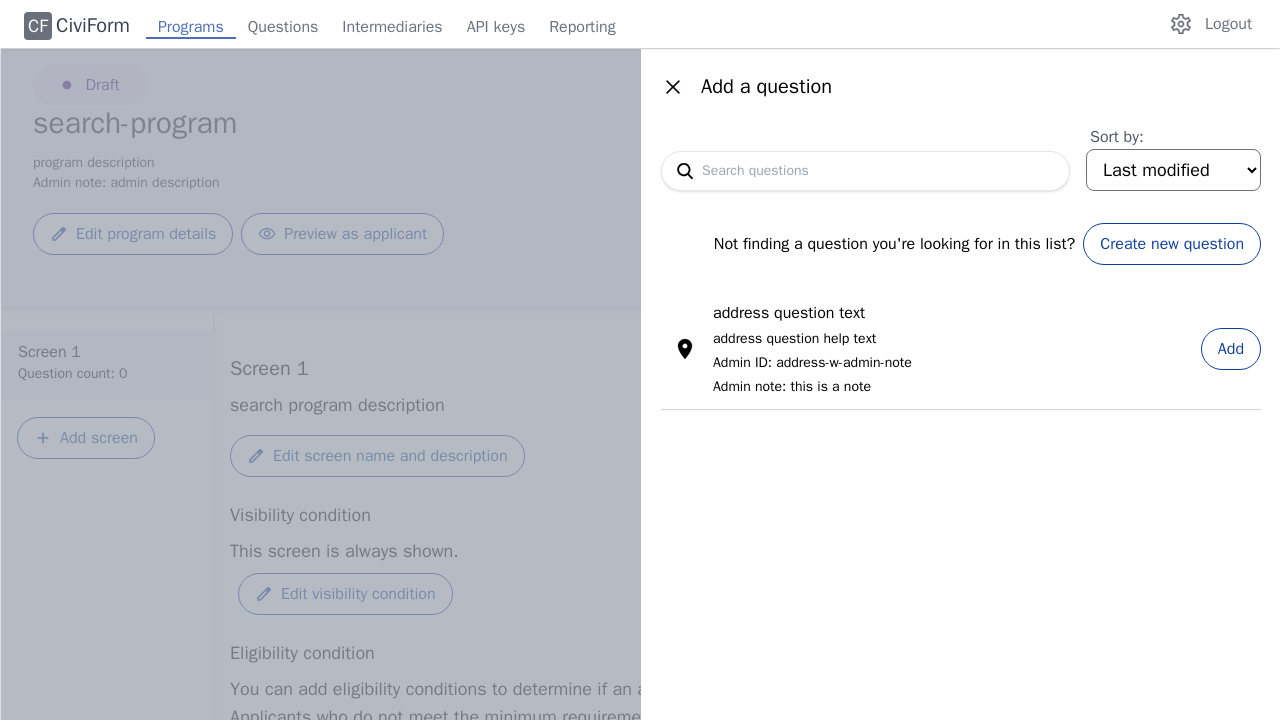 CF CiviForm Programs Questions Intermediaries API keys Reporting Logout
Draft
search-program
program description
Admin note: admin description
Edit program details Preview as applicant
Screen 1
Question count: 0
Add screen
Screen 1
search program description
Edit screen name and description
Visibility condition
This screen is always shown.
Edit visibility condition
Eligibility condition
You can add eligibility conditions to determine if an
Applicants who do not meet the minimum
Add a question
Sort by:
Search questions
Last modified
Not finding a question you're looking for in this list? Create new question
address question text
address question help text
Admin ID: address-w-admin-note
Admin note: this is a note
Add